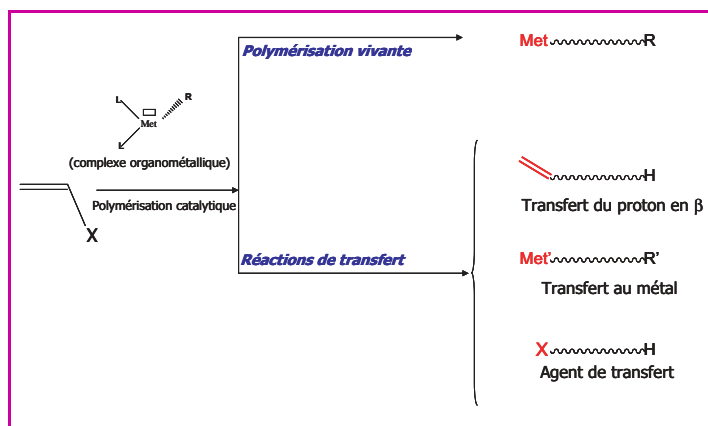 Polymérisation vivante
Met R
L R
Met
L
(complexe organométallique)
Polymérisation catalytique
X
Réactions de transfert
H
Transfert du proton en β
Met' R'
Transfert au métal
X H
Agent de transfert